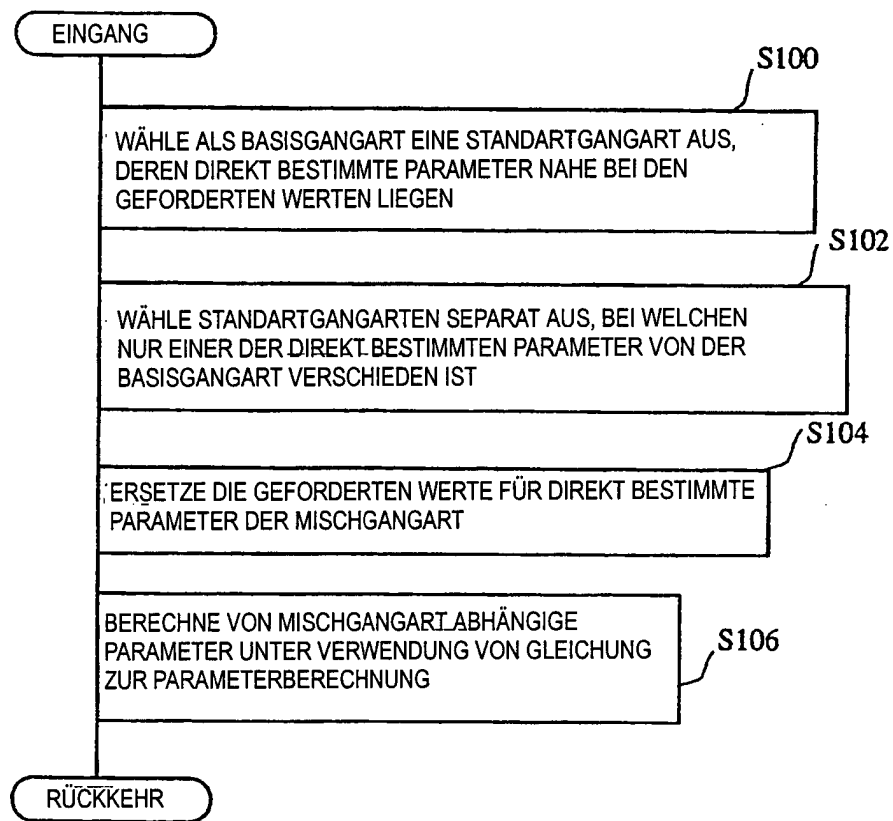 EINGANG
S100
WÄHLE ALS BASISGANGART EINE STANDARTGANGART AUS,
DEREN DIREKT BESTIMMTE PARAMETER NAHE BEI DEN
GEFORDERTEN WERTEN LIEGEN
S102
WÄHLE STANDARTGANGARTEN SEPARAT AUS, BEI WELCHEN
NUR EINER DER DIREKT BESTIMMTEN PARAMETER VON DER
BASISGANGART VERSCHIEDEN IST
S104
ERSETZE DIE GEFORDERTEN WERTE FÜR DIREKT BESTIMMTE
PARAMETER DER MISCHGANGART
S106
BERECHNE VON MISCHGANGART ABHÄNGIGE
PARAMETER UNTER VERWENDUNG VON GLEICHUNG
ZUR PARAMETERBERECHNUNG
RÜCKKEHR